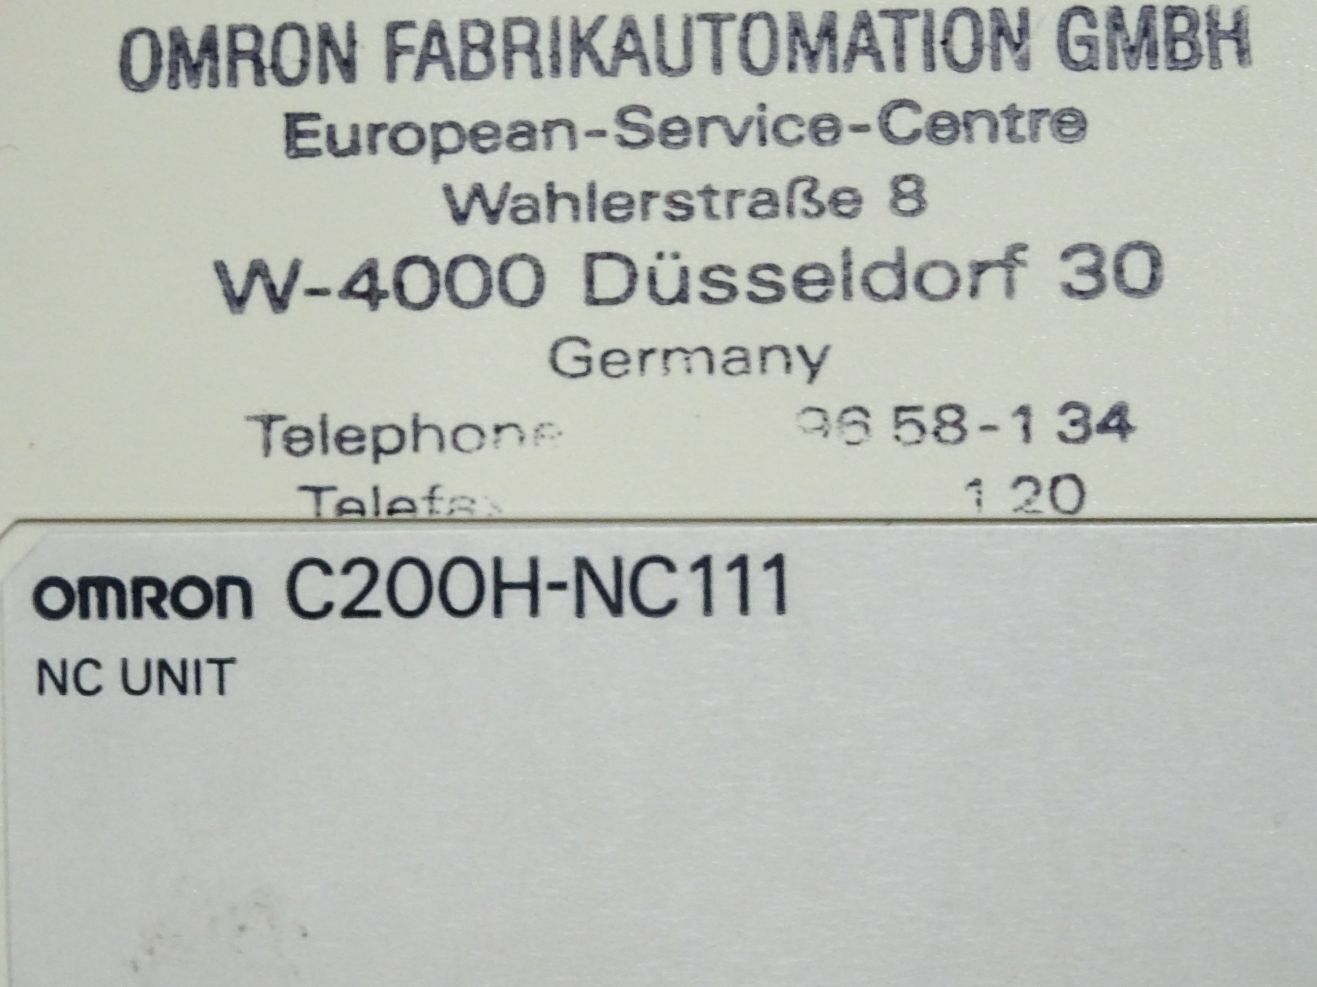 OMRON FABRIKAUTOMATION GMBH
European-Service-Centre
Wahlerstraße 8
W-4000 Düsseldorf 30
Germany
Telephone 96 58-1 34
Telefax 1 20
omron C200H-NC111
NC UNIT